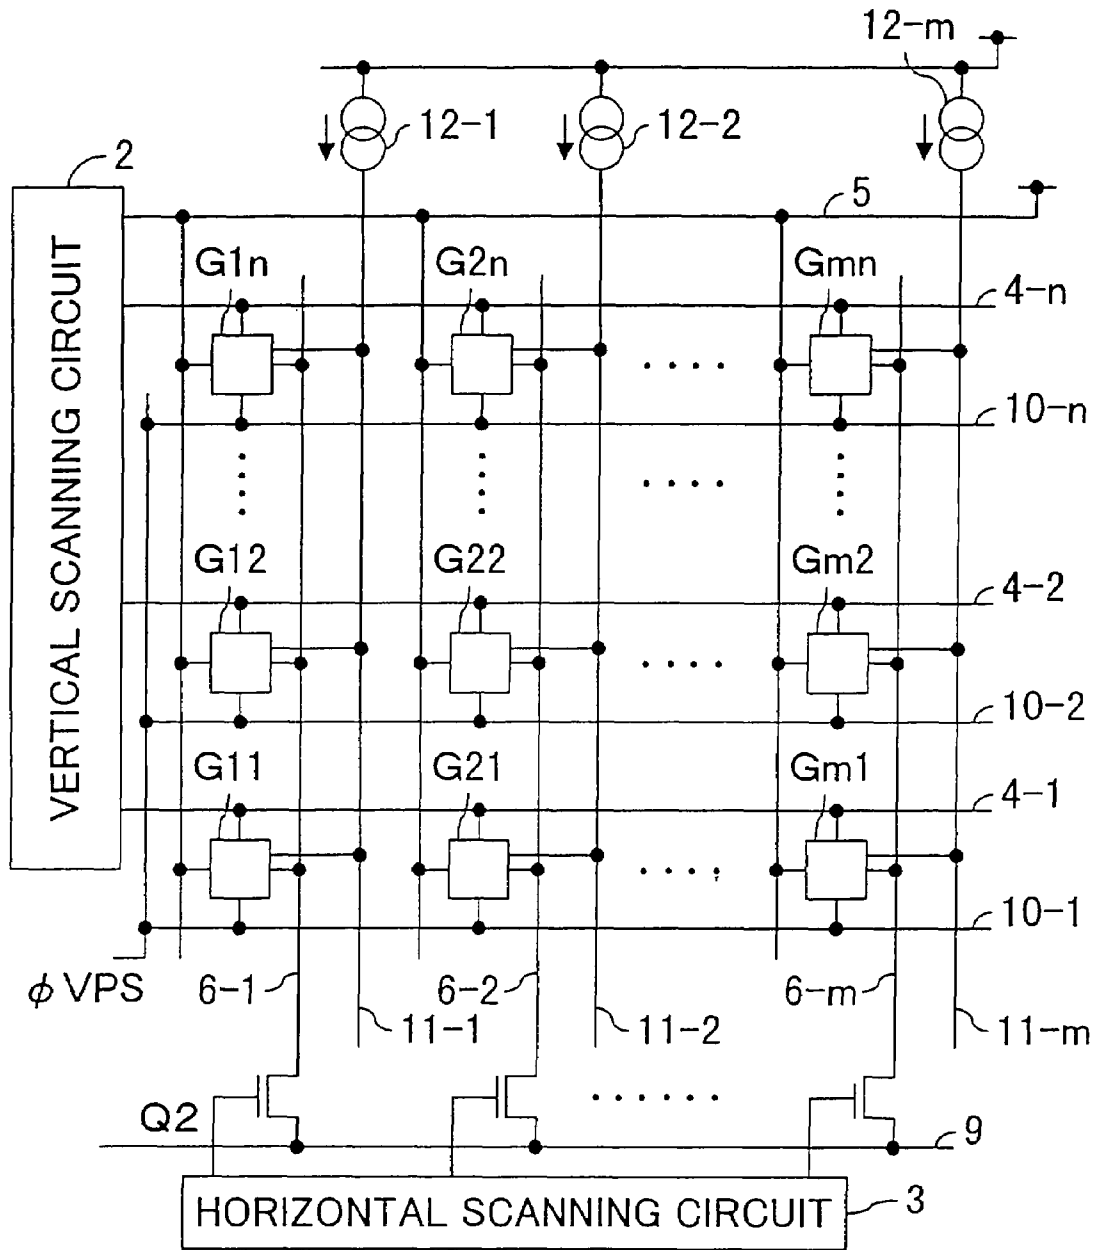 12-m
12-1
12-2
2
5
VERTICAL SCANNING CIRCUIT
G1n
G2n
Gmn
4-n
10-n
G12
G22
Gm2
4-2
10-2
G11
G21
Gm1
4-1
10-1
ϕ VPS
6-1
6-2
6-m
11-1
11-2
11-m
Q2
9
HORIZONTAL SCANNING CIRCUIT
3